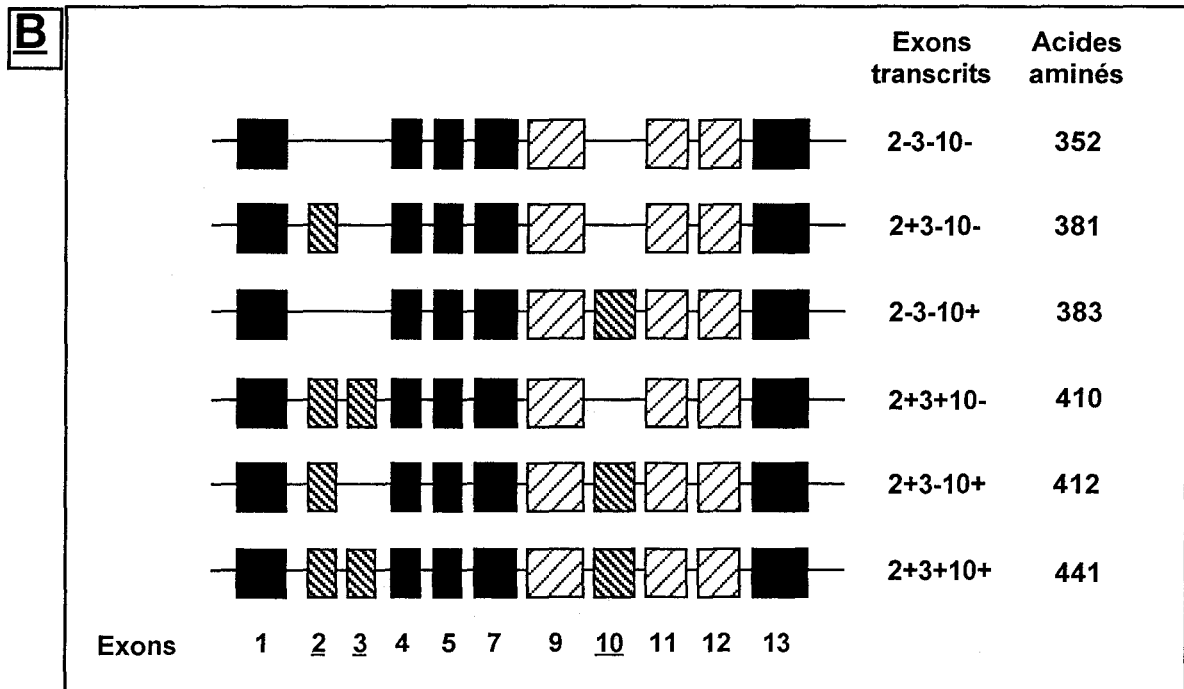 B
Exons Acides
transcrits aminés
2-3-10- 352
2+3-10- 381
2-3-10+ 383
2+3+10- 410
2+3-10+ 412
2+3+10+ 441
Exons 1 2 3 4 5 7 9 10 11 12 13